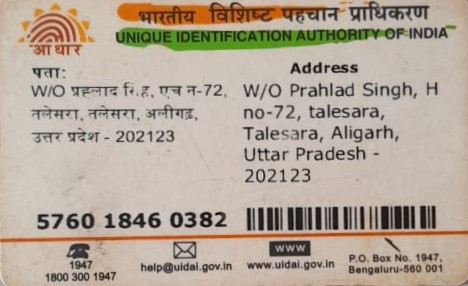 भारतीय विशिष्ट पहचान प्राधिकरण
UNIQUE IDENTIFICATION AUTHORITY OF INDIA
आधार
पता:
W/O प्रह्लाद सिंह, एच न-72,
तलेसरा, तलेसरा, अलीगढ़,
उत्तर प्रदेश - 202123
Address
W/O Prahlad Singh, H
no-72, talesara,
Talesara, Aligarh,
Uttar Pradesh -
202123
5760 1846 0382
1947
1800 300 1947
help@uidai.gov.in
www
www.uidai.gov.in
P.O. Box No. 1947,
Bengaluru-560 001